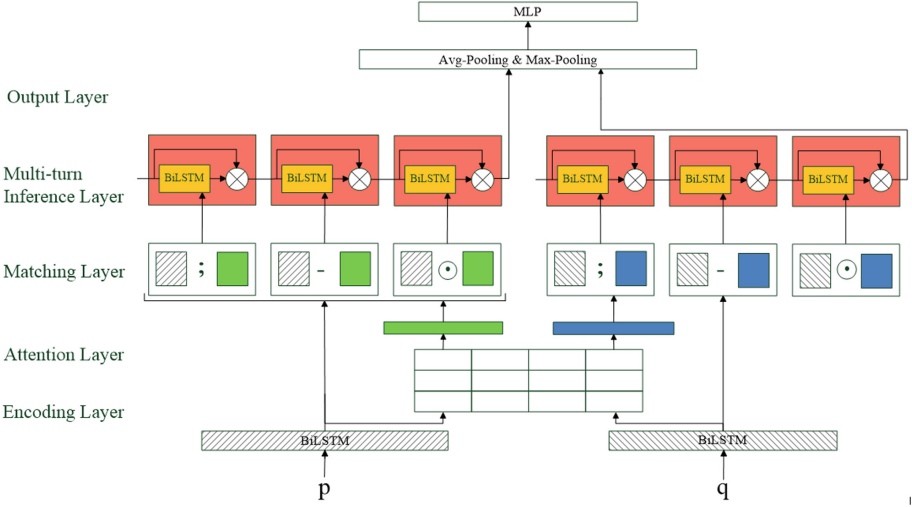 MLP
Avg-Pooling & Max-Pooling
Output Layer
Multi-turn
Inference Layer
BiLSTM BiLSTM BiLSTM BiLSTM BiLSTM BiLSTM
Matching Layer
; - ; -
Attention Layer
Encoding Layer
BiLSTM BiLSTM
p q